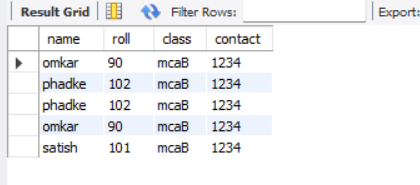 Result Grid Filter Rows: Export:
name roll class contact
omkar 90 mcaB 1234
phadke 102 mcaB 1234
phadke 102 mcaB 1234
omkar 90 mcaB 1234
satish 101 mcaB 1234